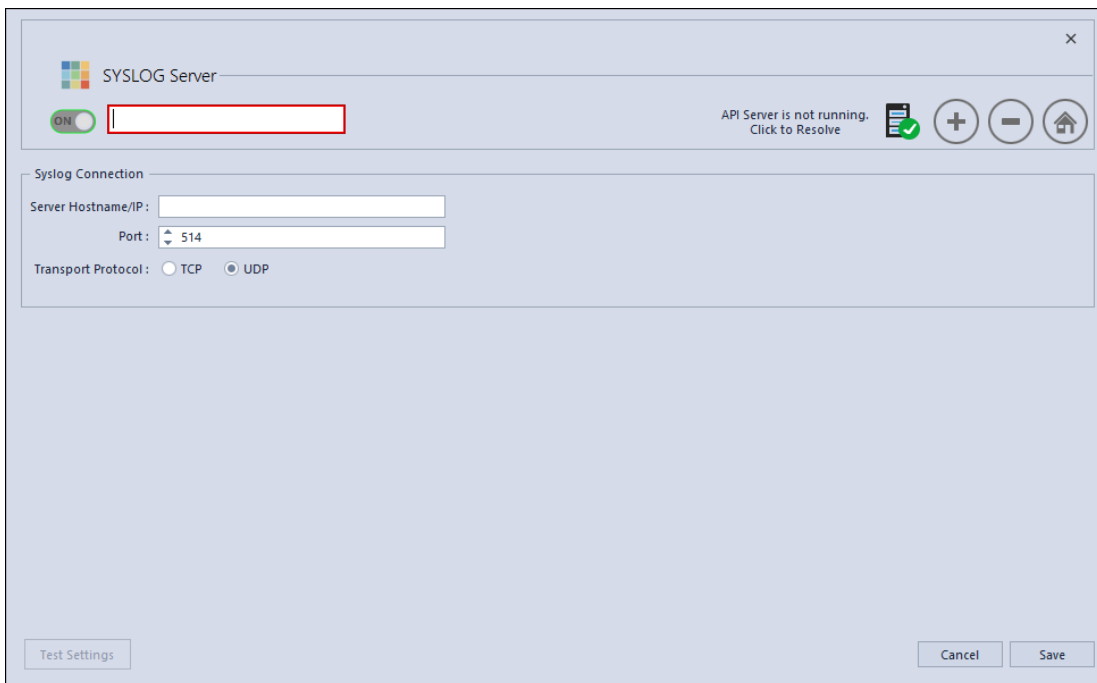 SYSLOG Server
ON
API Server is not running.
Click to Resolve
Syslog Connection
Server Hostname/IP :
Port : 514
Transport Protocol : TCP UDP
Test Settings
Cancel Save